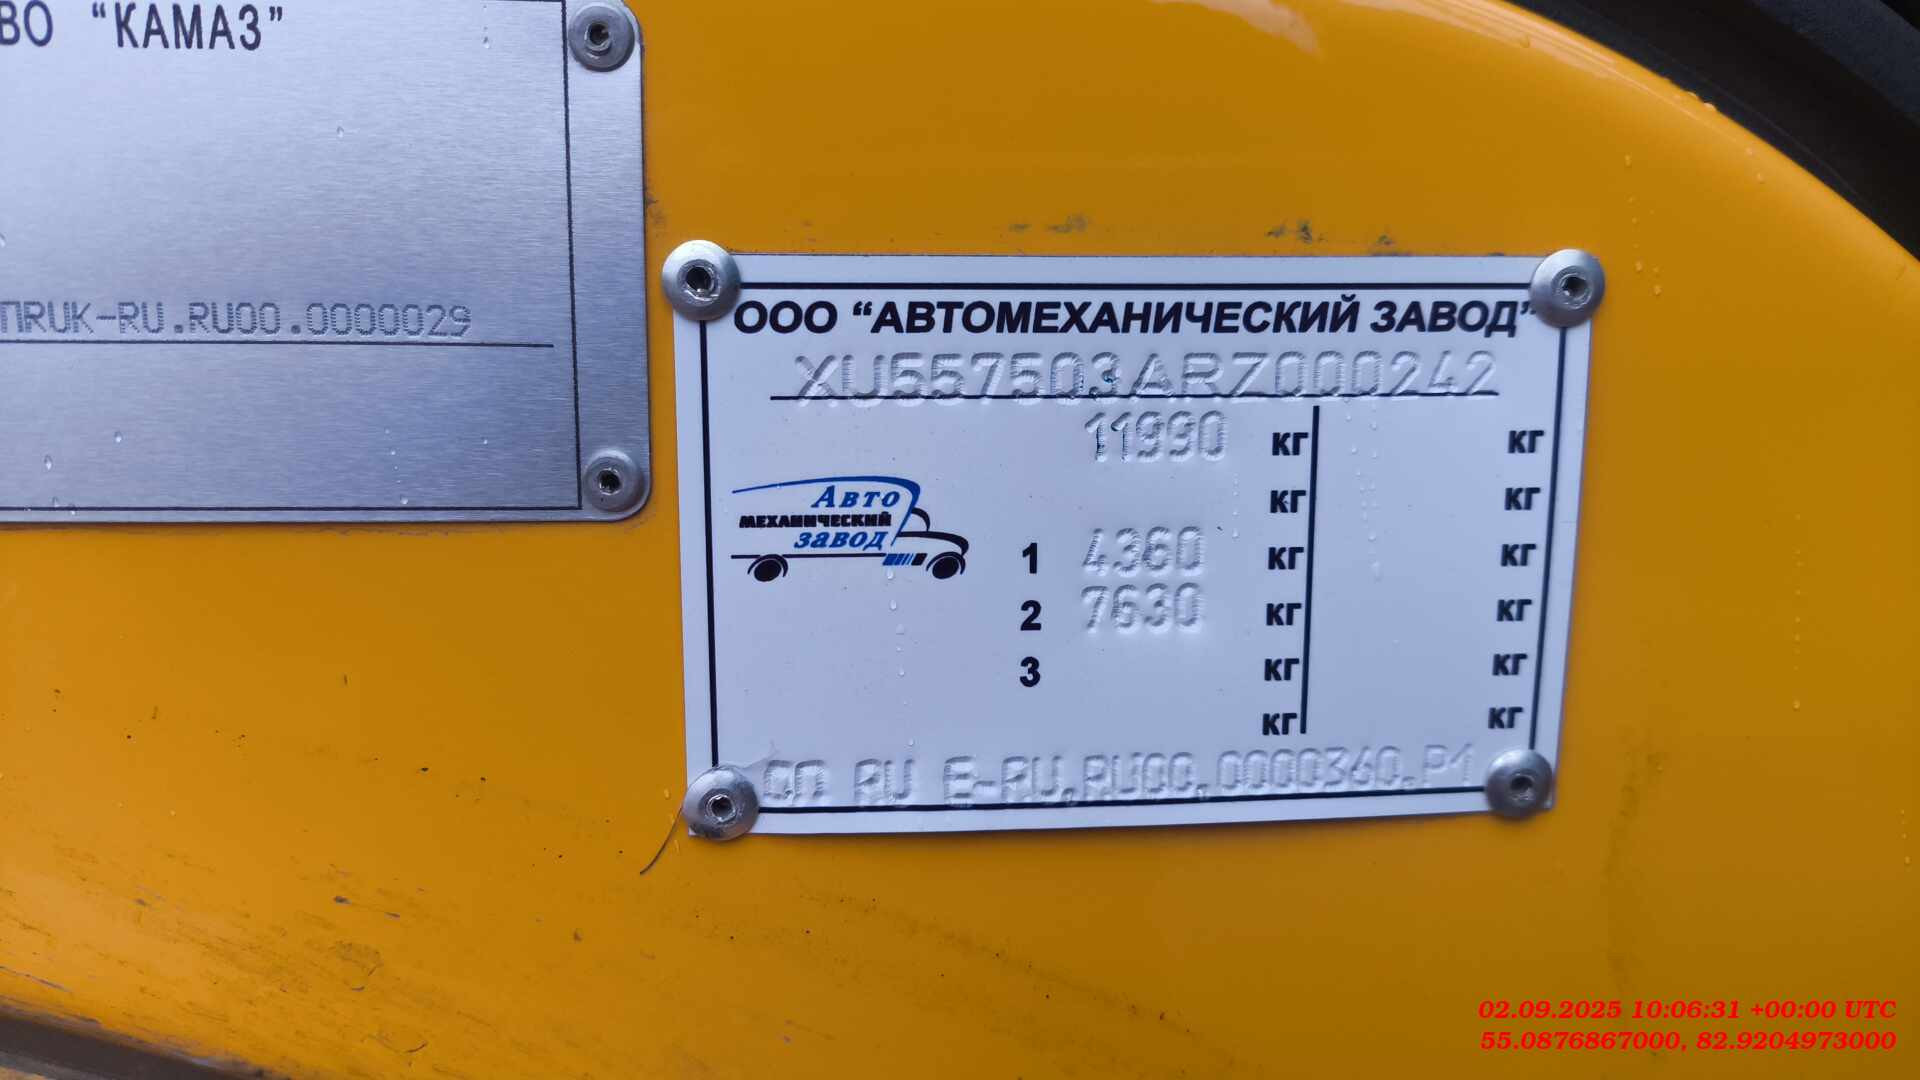 ВО “КАМАЗ”
ПRUK-RU.RU00.0000029
ООО “АВТОМЕХАНИЧЕСКИЙ ЗАВОД”
XU557503ARZ000242
11990 КГ КГ
КГ КГ
АВТО
МЕХАНИЧЕСКИЙ
ЗАВОД
1 4360 КГ КГ
2 7630 КГ КГ
3 КГ КГ
КГ КГ
ОП RU E-RU,RU00,0000360.P1
02.09.2025 10:06:31 +00:00 UTC
55.0876867000, 82.9204973000